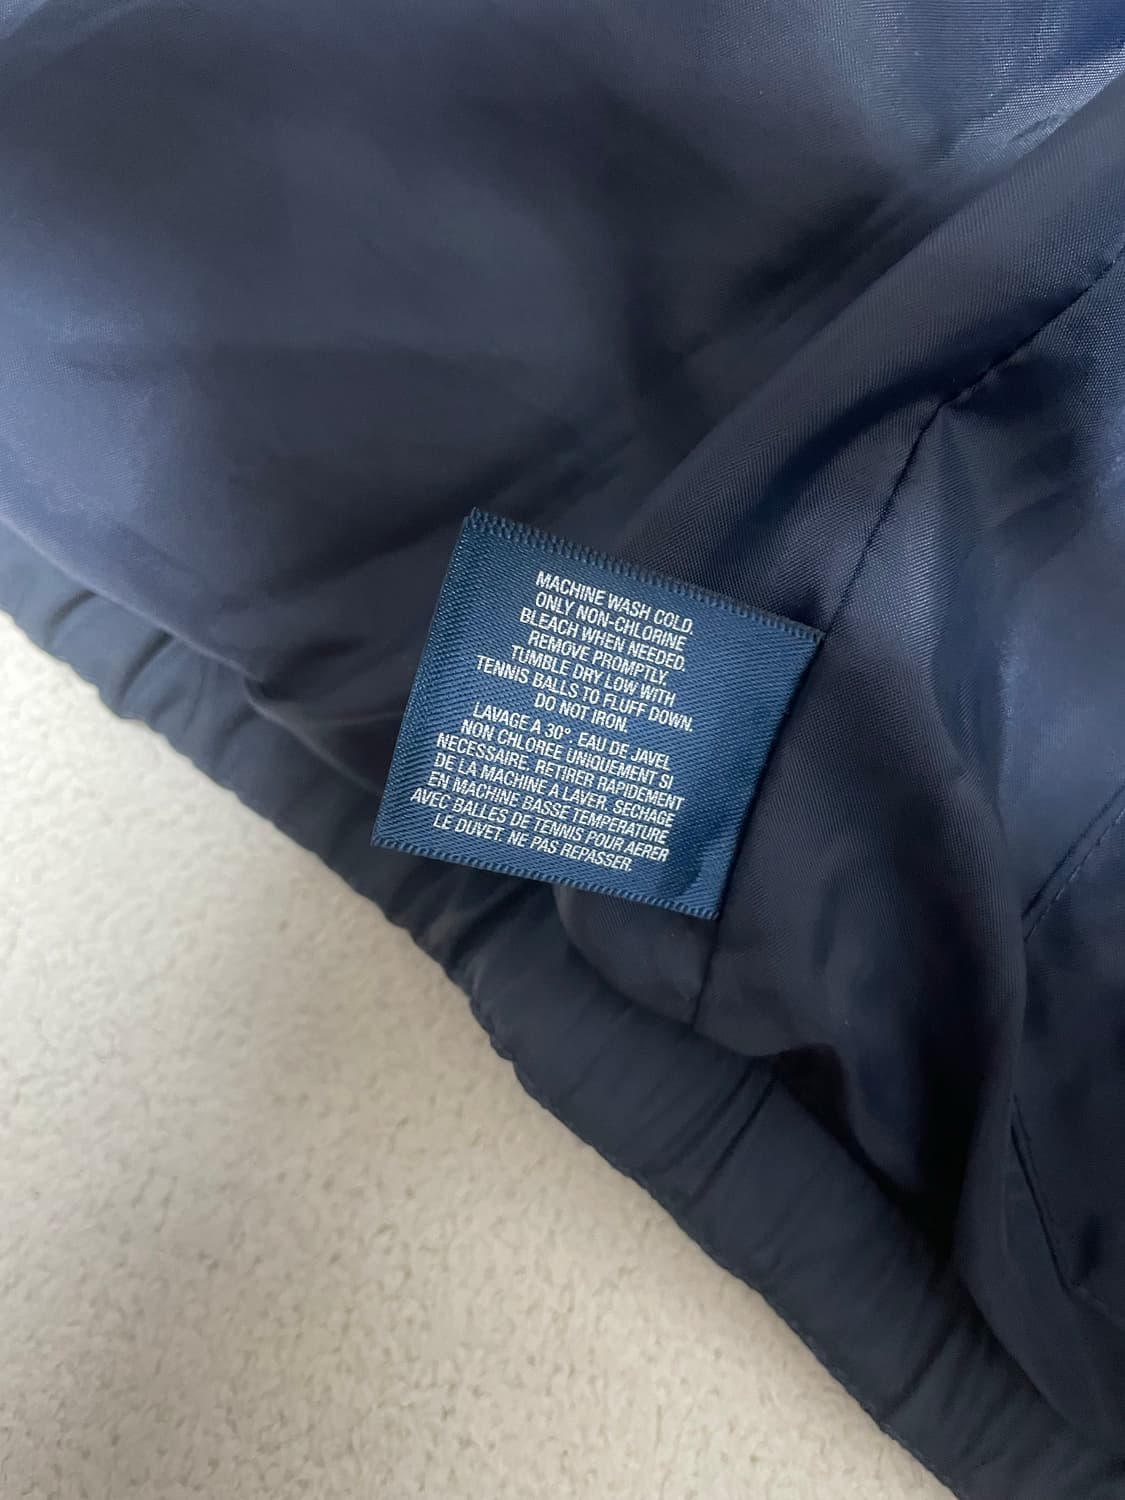 MACHINE WASH COLD.
ONLY NON-CHLORINE
BLEACH WHEN NEEDED.
REMOVE PROMPTLY.
TUMBLE DRY LOW WITH
TENNIS BALLS TO FLUFF DOWN.
DO NOT IRON.
LAVAGE A 30°. EAU DE JAVEL
NON CHLOREE UNIQUEMENT SI
NECESSAIRE. RETIRER RAPIDEMENT
DE LA MACHINE A LAVER. SECHAGE
EN MACHINE BASSE TEMPERATURE
AVEC BALLES DE TENNIS POUR AERER
LE DUVET. NE PAS REPASSER.